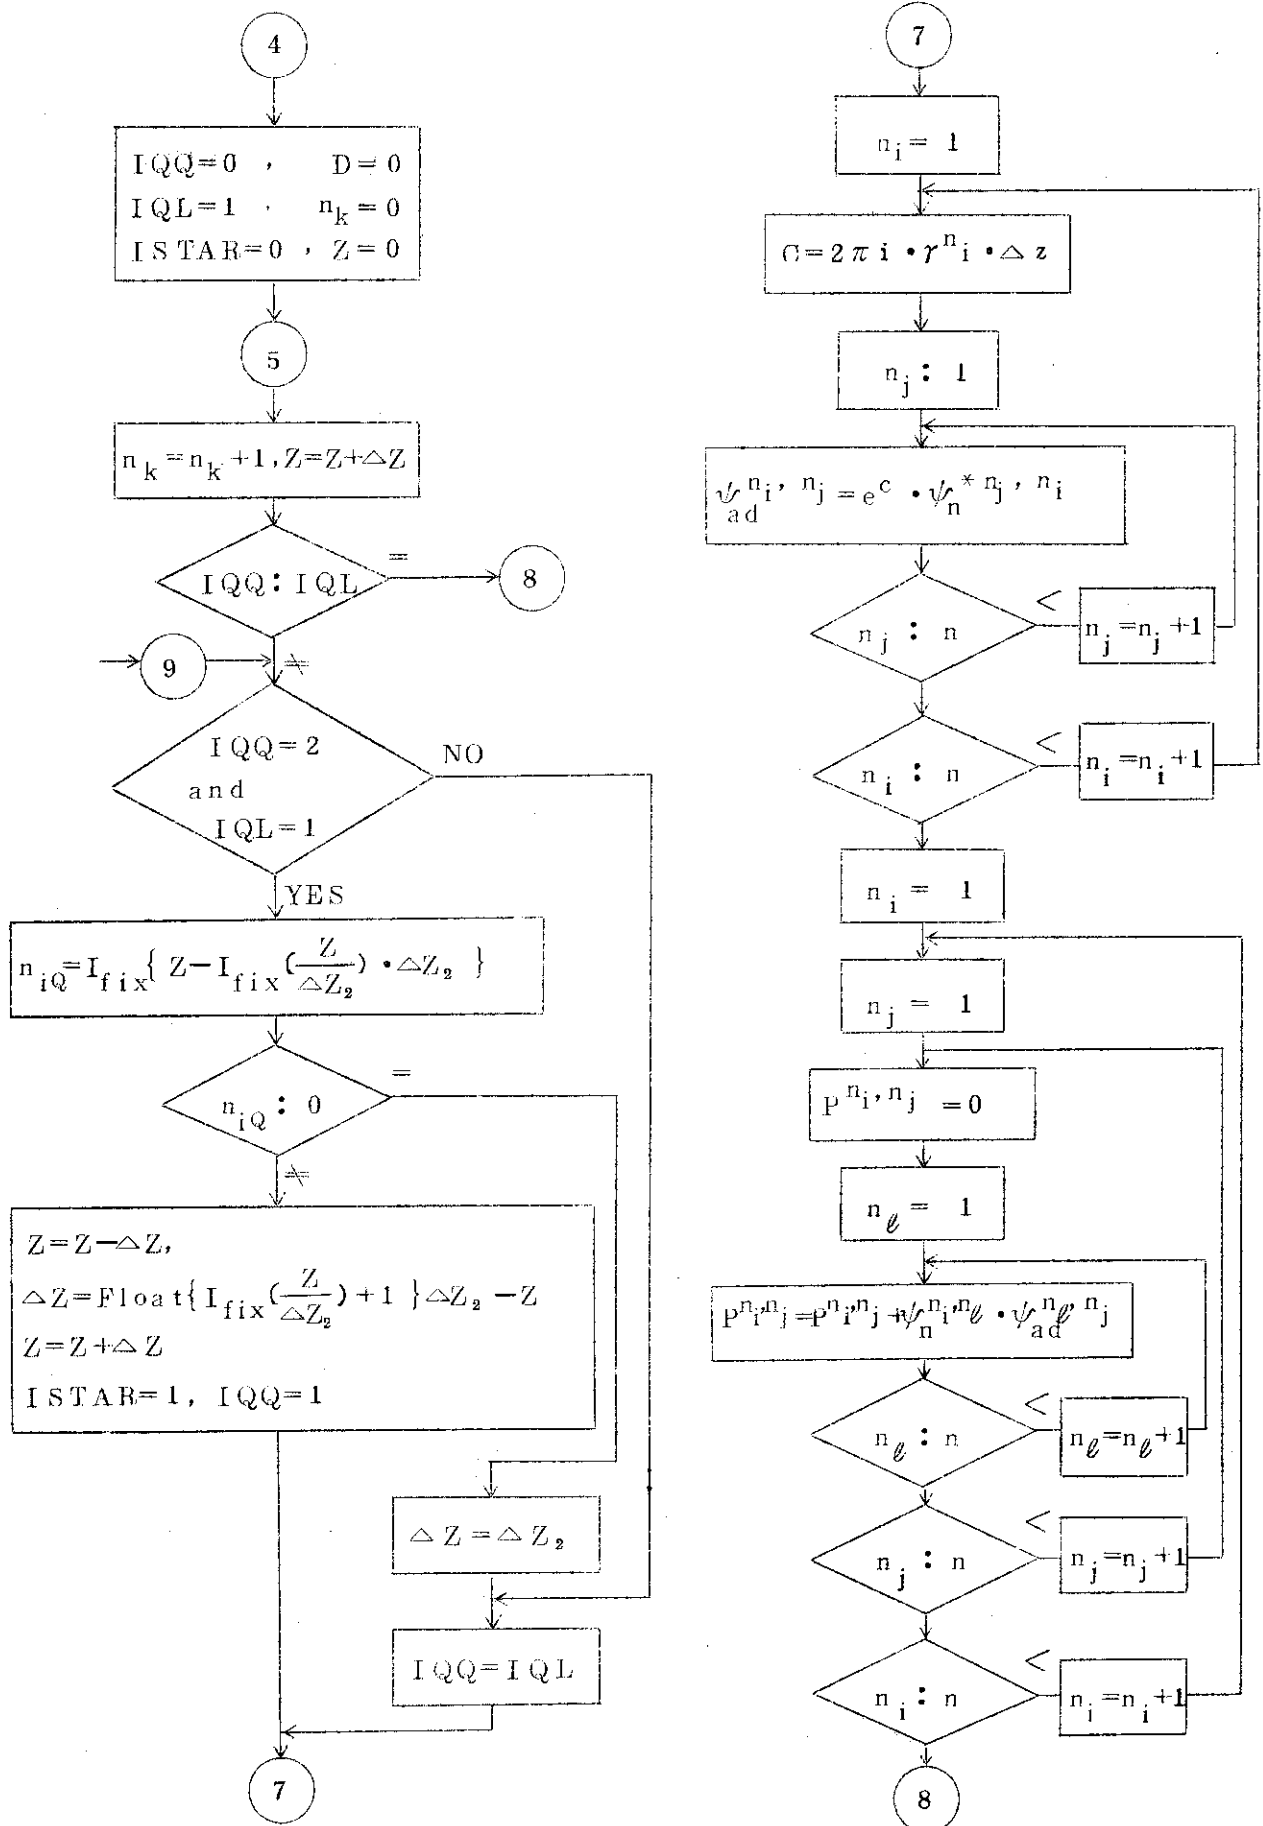 4
IQQ=0 , D=0
IQL=1 , n_k=0
ISTAR=0 , Z=0
5
n_k=n_k+1,Z=Z+△Z
IQQ:IQL
=
8
9
≠
IQQ=2
and
IQL=1
NO
YES
n_iQ=I_fix{ Z−I_fix(Z/△Z₂)•△Z₂ }
n_iQ : 0
=
≠
Z=Z−△Z,
△Z=Float{I_fix(Z/△Z₂)+1}△Z₂−Z
Z=Z+△Z
ISTAR=1, IQQ=1
△Z=△Z₂
IQQ=IQL
7
7
n_i= 1
C=2πi•γ^n_i•△z
n_j : 1
ψ_ad^n_i, n_j=e^c•ψ_n^* n_j, n_i
n_j : n
<
n_j=n_j+1
n_i : n
<
n_i=n_i+1
n_i = 1
n_j = 1
P^n_i, n_j =0
n_ℓ = 1
P^n_i,n_j=P^n_i,n_j+ψ_n^n_i,n_ℓ•ψ_ad^n_ℓ, n_j
n_ℓ : n
<
n_ℓ=n_ℓ+1
n_j : n
<
n_j=n_j+1
n_i : n
<
n_i=n_i+1
8